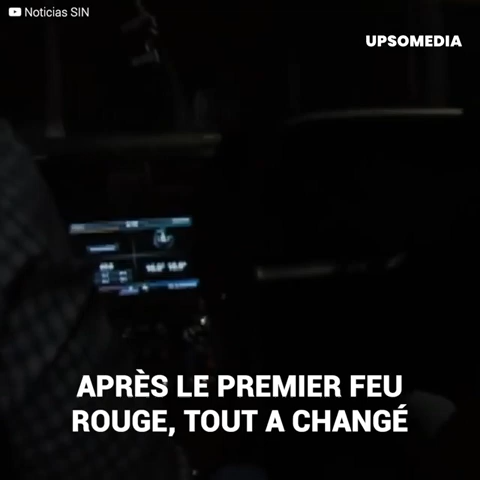 Noticias SIN
UPSOMEDIA
APRÈS LE PREMIER FEU
ROUGE, TOUT A CHANGÉ